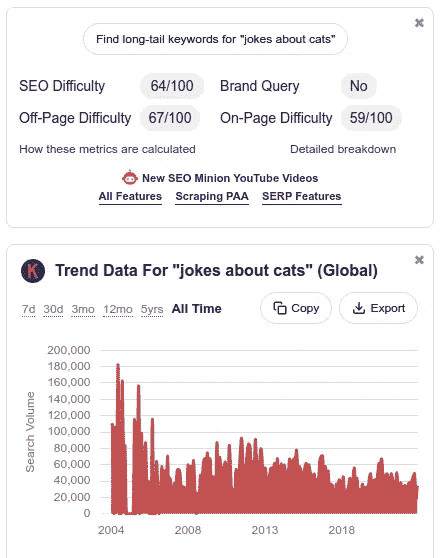 Find long-tail keywords for "jokes about cats"
SEO Difficulty 64/100 Brand Query No
Off-Page Difficulty 67/100 On-Page Difficulty 59/100
How these metrics are calculated Detailed breakdown
New SEO Minion YouTube Videos
All Features Scraping PAA SERP Features
K Trend Data For "jokes about cats" (Global)
7d 30d 3mo 12mo 5yrs All Time Copy Export
Search Volume
200,000
180,000
160,000
140,000
120,000
100,000
80,000
60,000
40,000
20,000
0
2004 2008 2013 2018